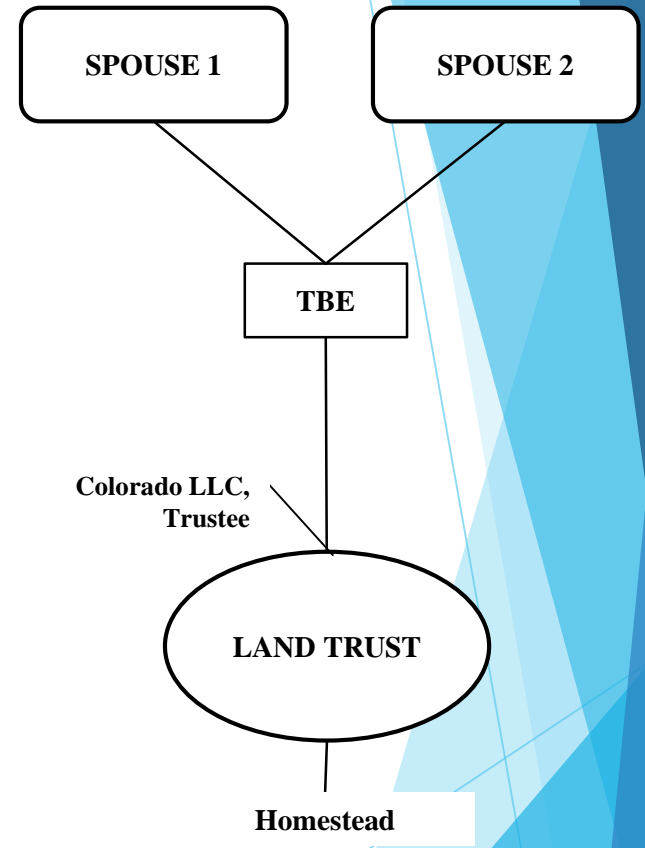 SPOUSE 1
SPOUSE 2
TBE
Colorado LLC,
Trustee
LAND TRUST
Homestead